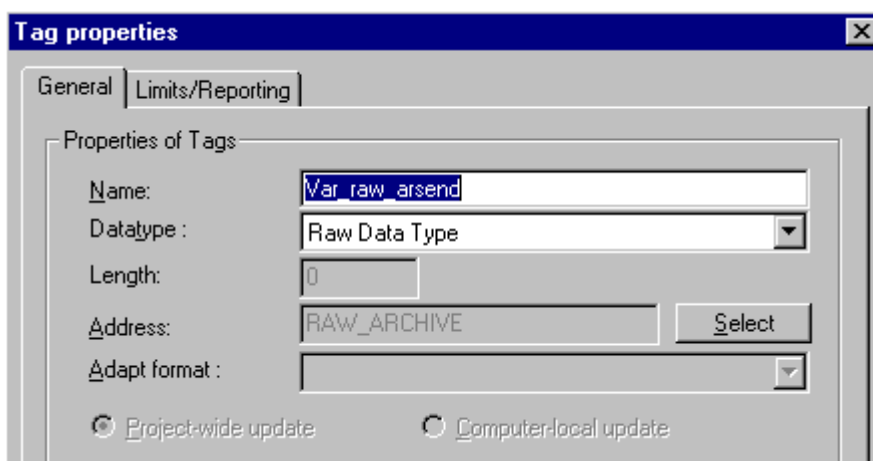 Tag properties
General Limits/Reporting
Properties of Tags
Name: Var_raw_arsend
Datatype : Raw Data Type
Length: 0
Address: RAW_ARCHIVE Select
Adapt format :
Project-wide update Computer-local update